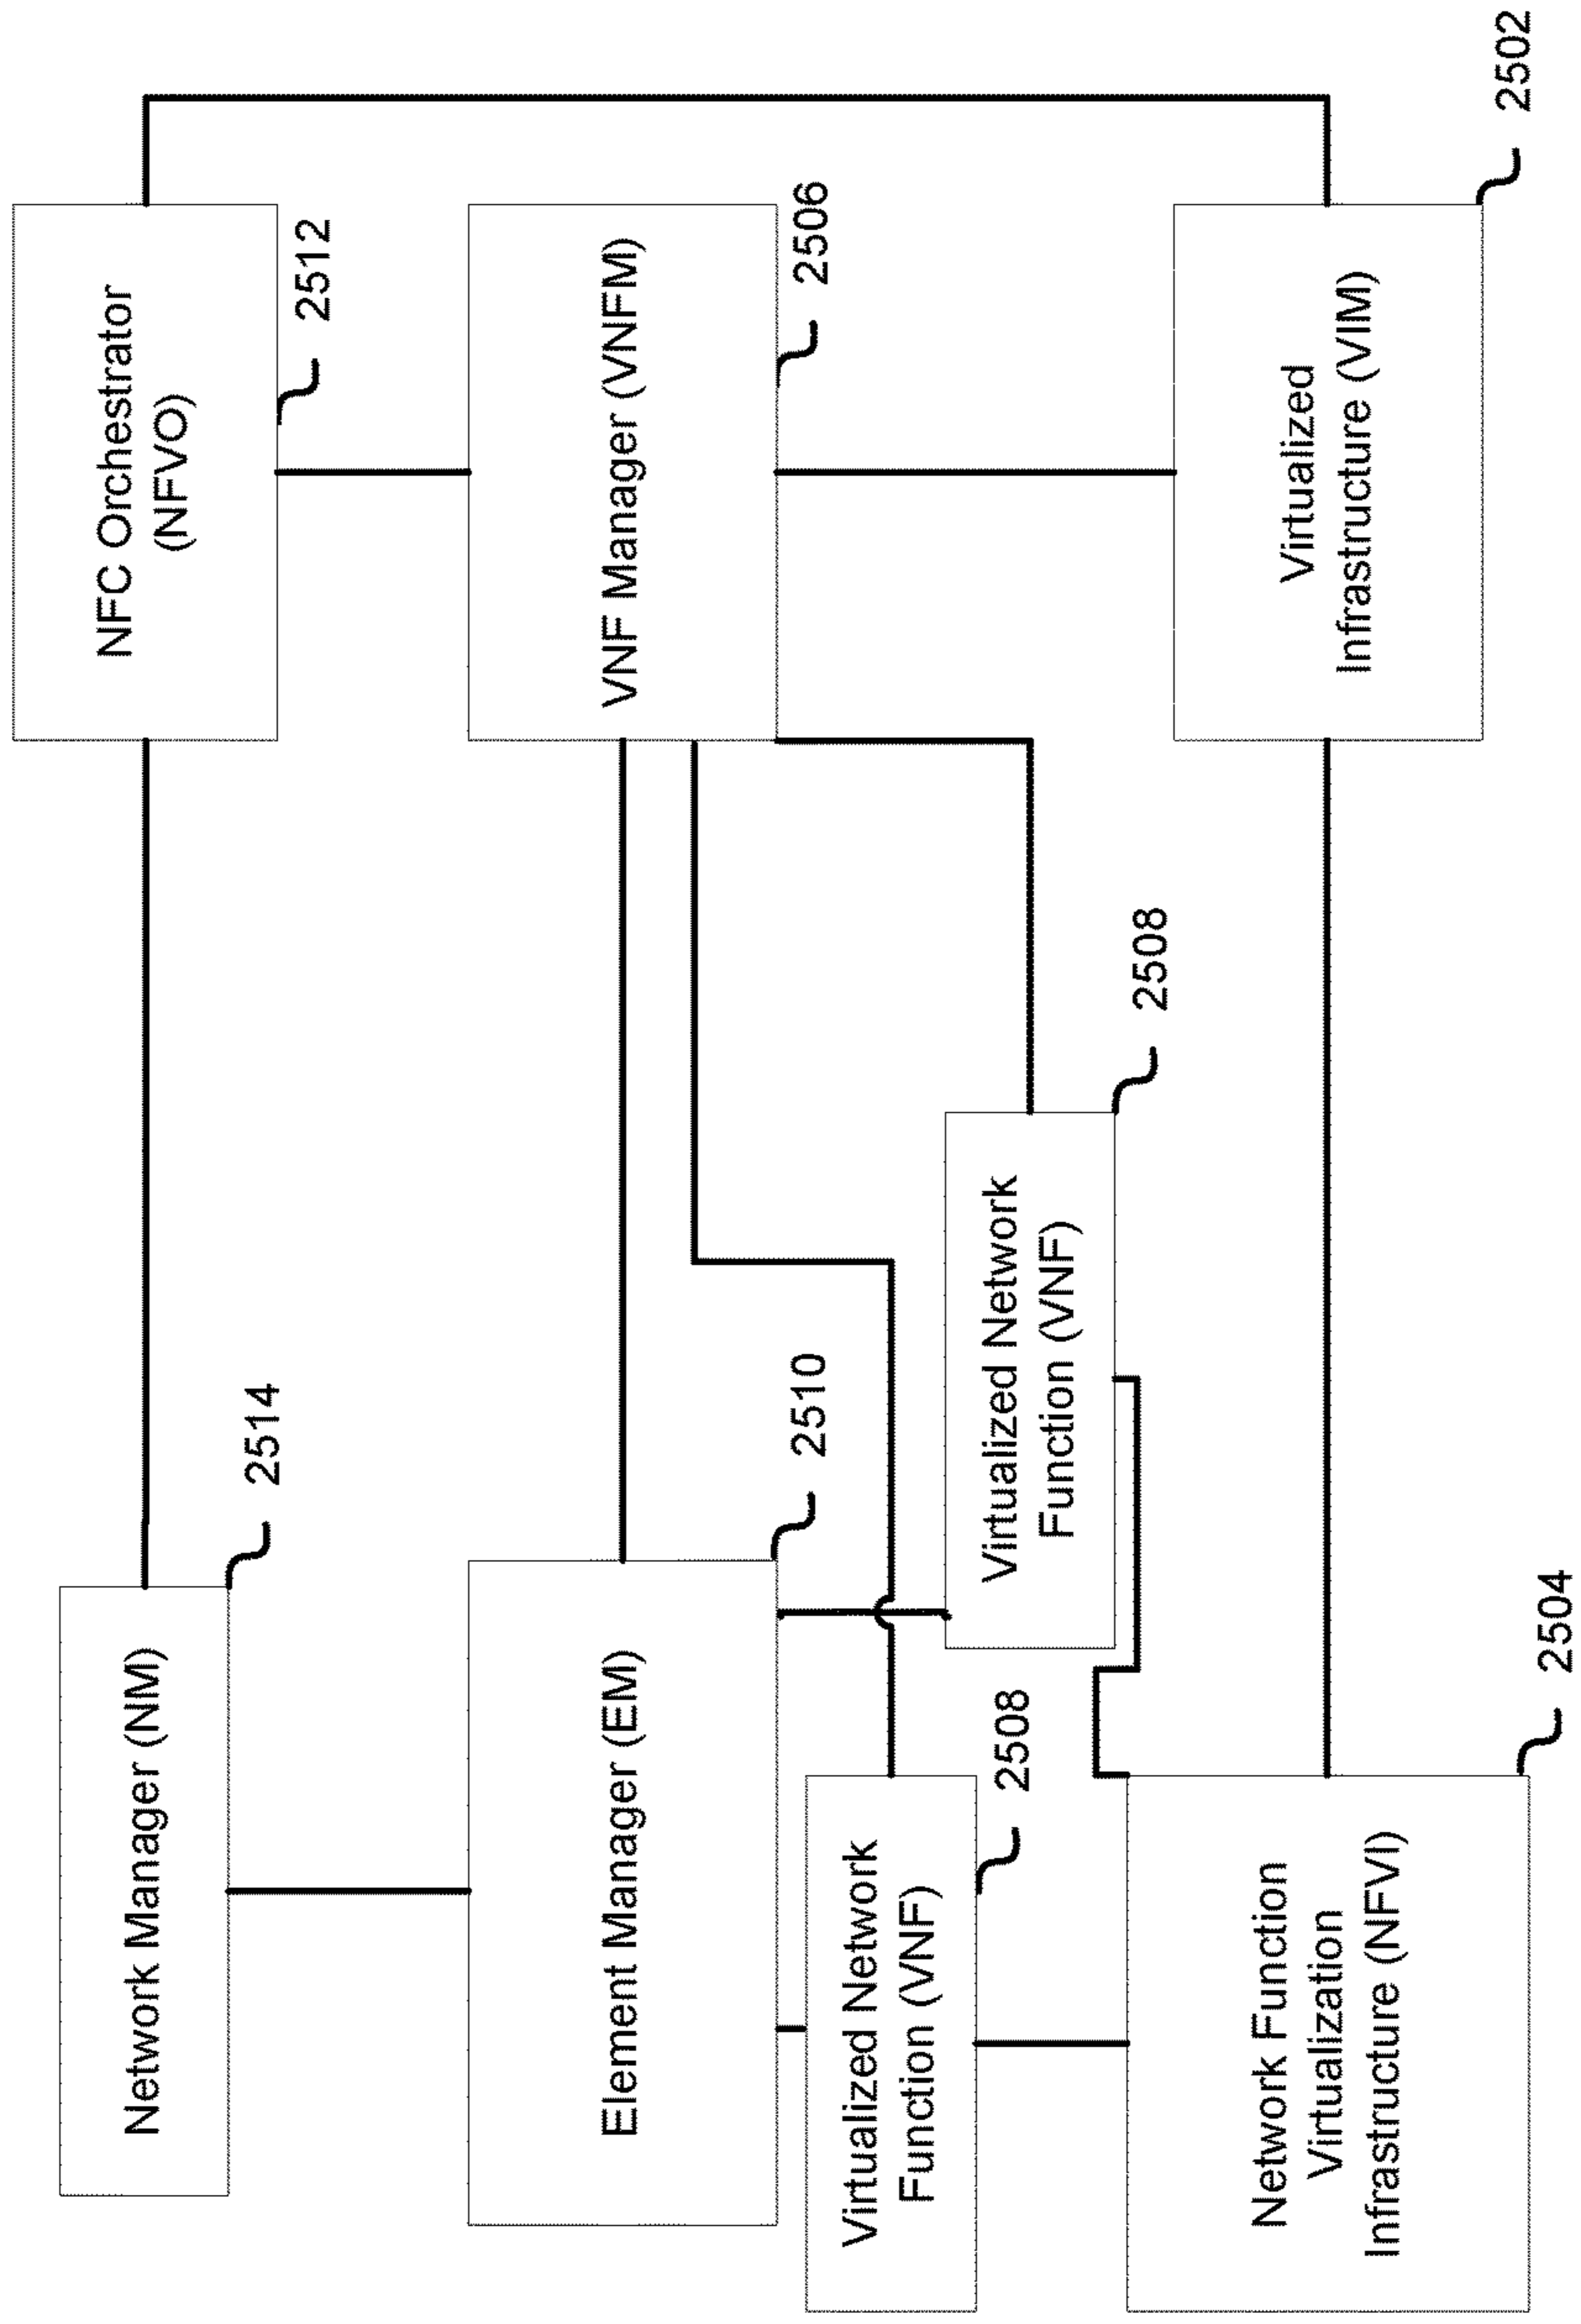 Network Manager (NM)
2514
NFC Orchestrator
(NFVO)
2512
Element Manager (EM)
2510
VNF Manager (VNFM)
2506
Virtualized Network
Function (VNF)
2508
Virtualized Network
Function (VNF)
2508
Network Function
Virtualization
Infrastructure (NFVI)
2504
Virtualized
Infrastructure (VIM)
2502